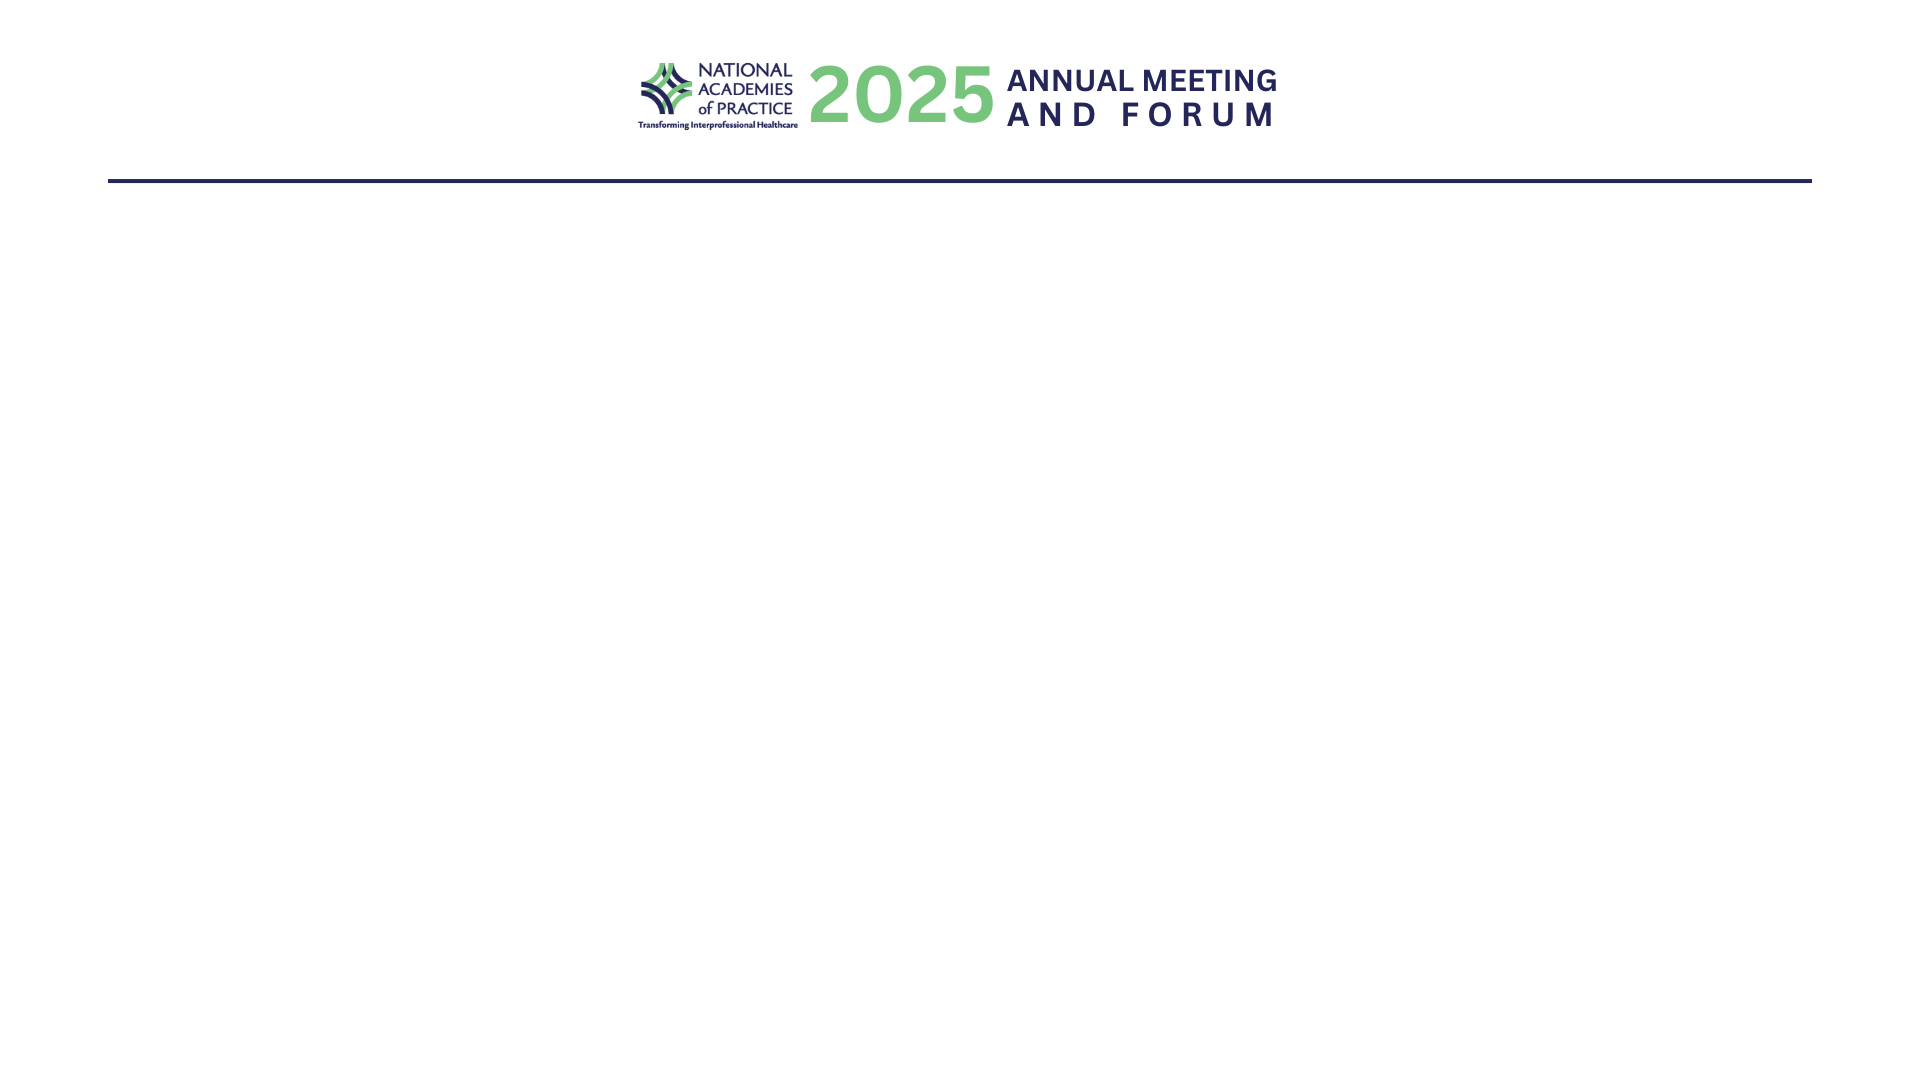 NATIONAL
ACADEMIES
of PRACTICE
Transforming Interprofessional Healthcare
2025
ANNUAL MEETING
AND FORUM